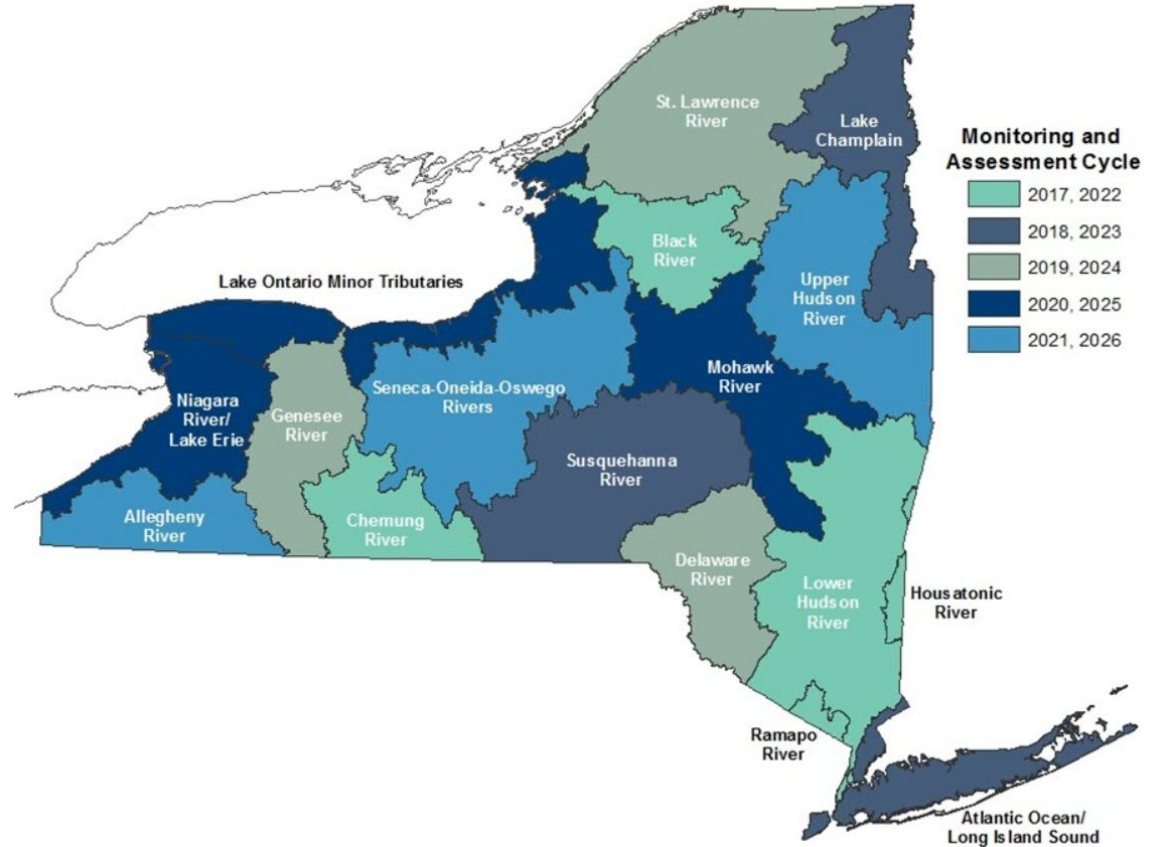 St. Lawrence
River
Lake
Champlain
Monitoring and
Assessment Cycle
2017, 2022
2018, 2023
2019, 2024
2020, 2025
2021, 2026
Black
River
Lake Ontario Minor Tributaries
Upper
Hudson
River
Mohawk
River
Seneca-Oneida-Oswego
Rivers
Niagara
River/
Lake Erie
Genesee
River
Susquehanna
River
Allegheny
River
Chemung
River
Delaware
River
Lower
Hudson
River
Housatonic
River
Ramapo
River
Atlantic Ocean/
Long Island Sound